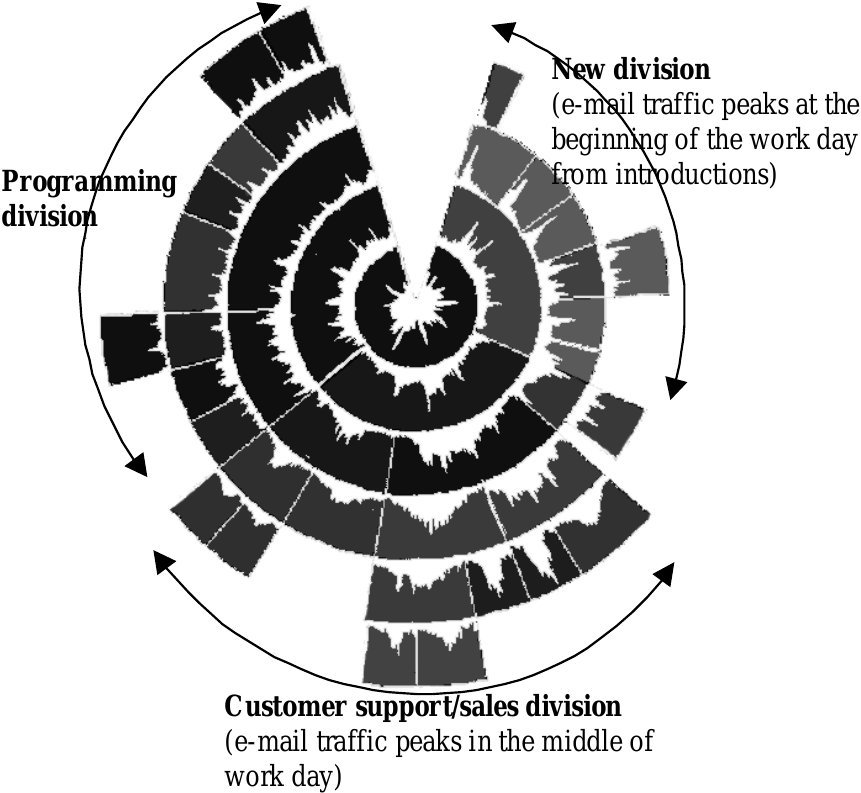 New division
(e-mail traffic peaks at the
beginning of the work day
from introductions)
Programming
division
Customer support/sales division
(e-mail traffic peaks in the middle of
work day)